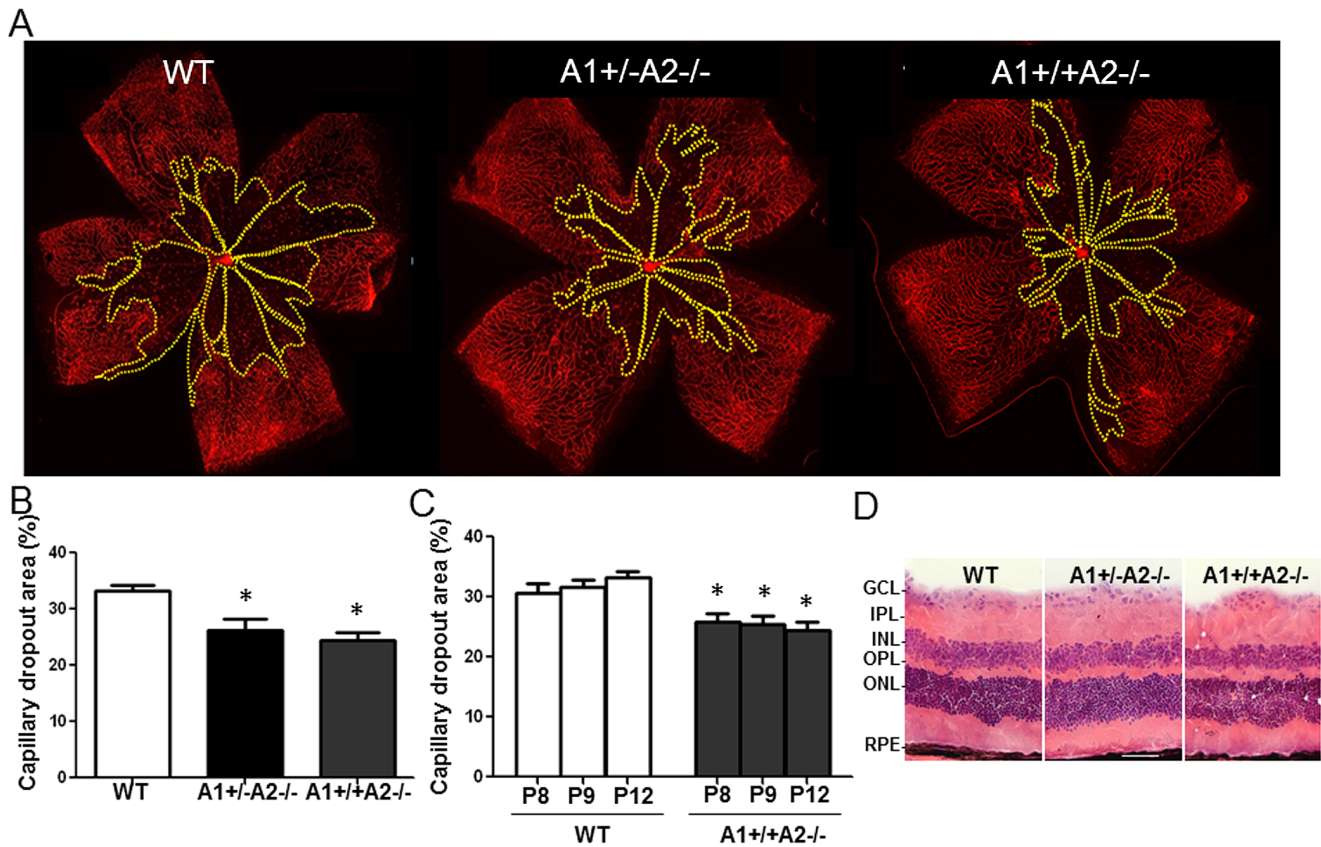 A
WT A1+/-A2-/- A1+/+A2-/-
B
Capillary dropout area (%)
40
30
20
10
0
* *
WT A1+/-A2-/- A1+/+A2-/-
C
Capillary dropout area (%)
40
30
20
10
0
* * *
P8 P9 P12 P8 P9 P12
WT A1+/+A2-/-
D
WT A1+/-A2-/- A1+/+A2-/-
GCL
IPL
INL
OPL
ONL
RPE